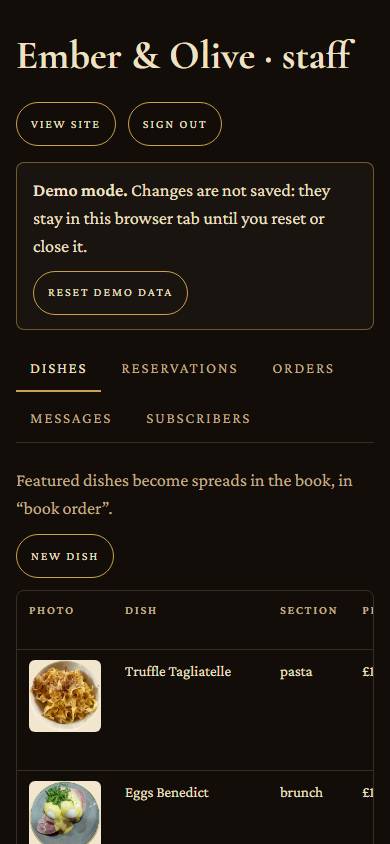 Ember & Olive · staff
VIEW SITE
SIGN OUT
Demo mode. Changes are not saved: they
stay in this browser tab until you reset or
close it.
RESET DEMO DATA
DISHES RESERVATIONS ORDERS
MESSAGES SUBSCRIBERS
Featured dishes become spreads in the book, in
“book order”.
NEW DISH
PHOTO DISH SECTION
Truffle Tagliatelle pasta
Eggs Benedict brunch